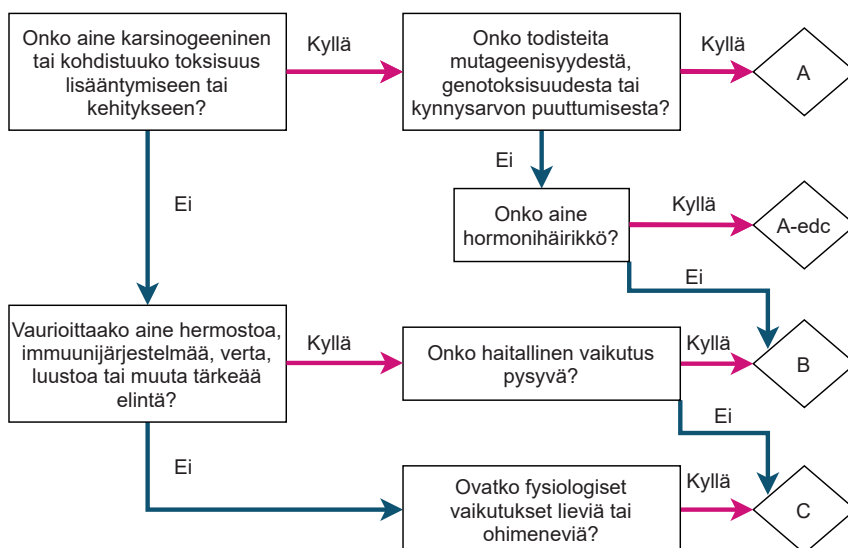 Onko aine karsinogeeninen
tai kohdistuuko toksisuus
lisääntymiseen tai
kehitykseen?
Kyllä
Onko todisteita
mutageenisyydestä,
genotoksisuudesta tai
kynnysarvon puuttumisesta?
Kyllä
A
Ei
Ei
Onko aine
hormonihäirikkö?
Kyllä
A-edc
Ei
Vaurioittaako aine hermostoa,
immuunijärjestelmää, verta,
luustoa tai muuta tärkeää
elintä?
Kyllä
Onko haitallinen vaikutus
pysyvä?
Kyllä
B
Ei
Ei
Ovatko fysiologiset
vaikutukset lieviä tai
ohimeneviä?
Kyllä
C